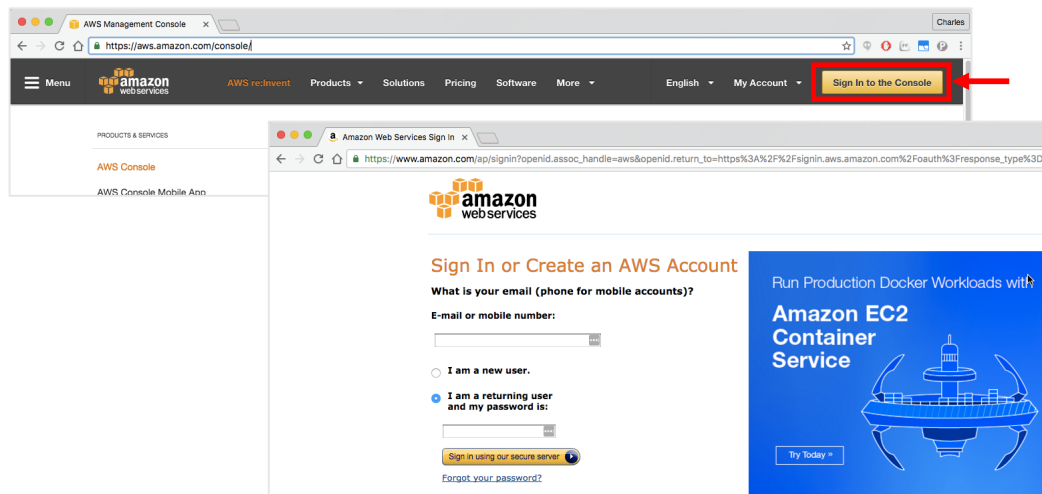 AWS Management Console
Charles
https://aws.amazon.com/console/
Menu
amazon
webservices
AWS re:Invent
Products
Solutions
Pricing
Software
More
English
My Account
Sign In to the Console
PRODUCTS & SERVICES
AWS Console
AWS Console Mobile App
Amazon Web Services Sign In
https://www.amazon.com/ap/signin?openid.assoc_handle=aws&openid.return_to=https%3A%2F%2Fsignin.aws.amazon.com%2Foauth%3Fresponse_type%3D
amazon
webservices
Sign In or Create an AWS Account
What is your email (phone for mobile accounts)?
E-mail or mobile number:
I am a new user.
I am a returning user
and my password is:
Sign in using our secure server
Forgot your password?
Run Production Docker Workloads with
Amazon EC2
Container
Service
Try Today »